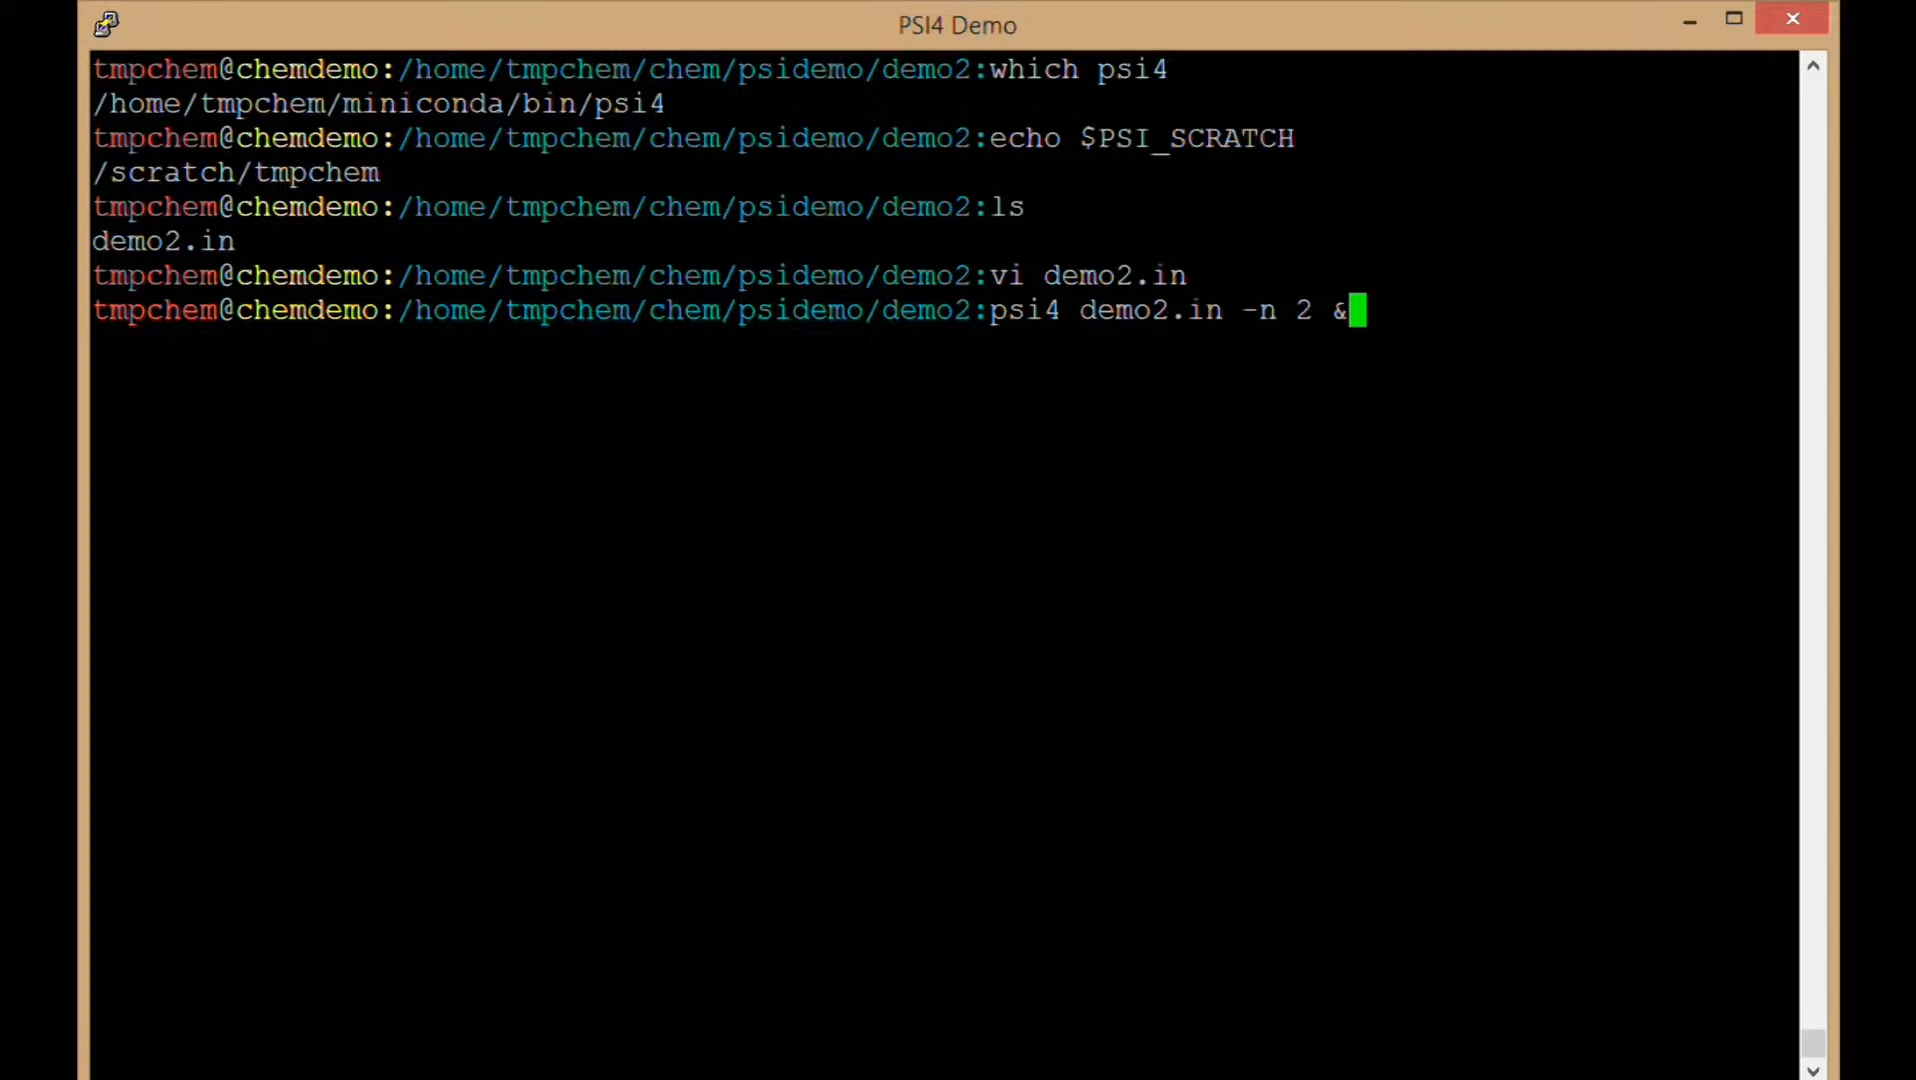 PSI4 Demo
tmpchem@chemdemo:/home/tmpchem/chem/psidemo/demo2:which psi4
/home/tmpchem/miniconda/bin/psi4
tmpchem@chemdemo:/home/tmpchem/chem/psidemo/demo2:echo $PSI_SCRATCH
/scratch/tmpchem
tmpchem@chemdemo:/home/tmpchem/chem/psidemo/demo2:ls
demo2.in
tmpchem@chemdemo:/home/tmpchem/chem/psidemo/demo2:vi demo2.in
tmpchem@chemdemo:/home/tmpchem/chem/psidemo/demo2:psi4 demo2.in -n 2 &